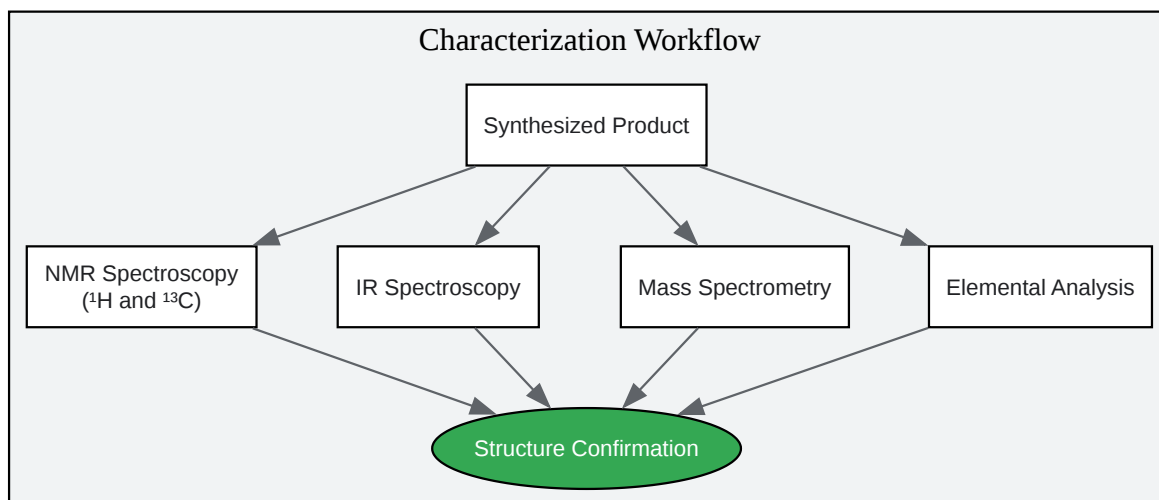 Characterization Workflow
Synthesized Product
NMR Spectroscopy
(¹H and ¹³C)
IR Spectroscopy
Mass Spectrometry
Elemental Analysis
Structure Confirmation